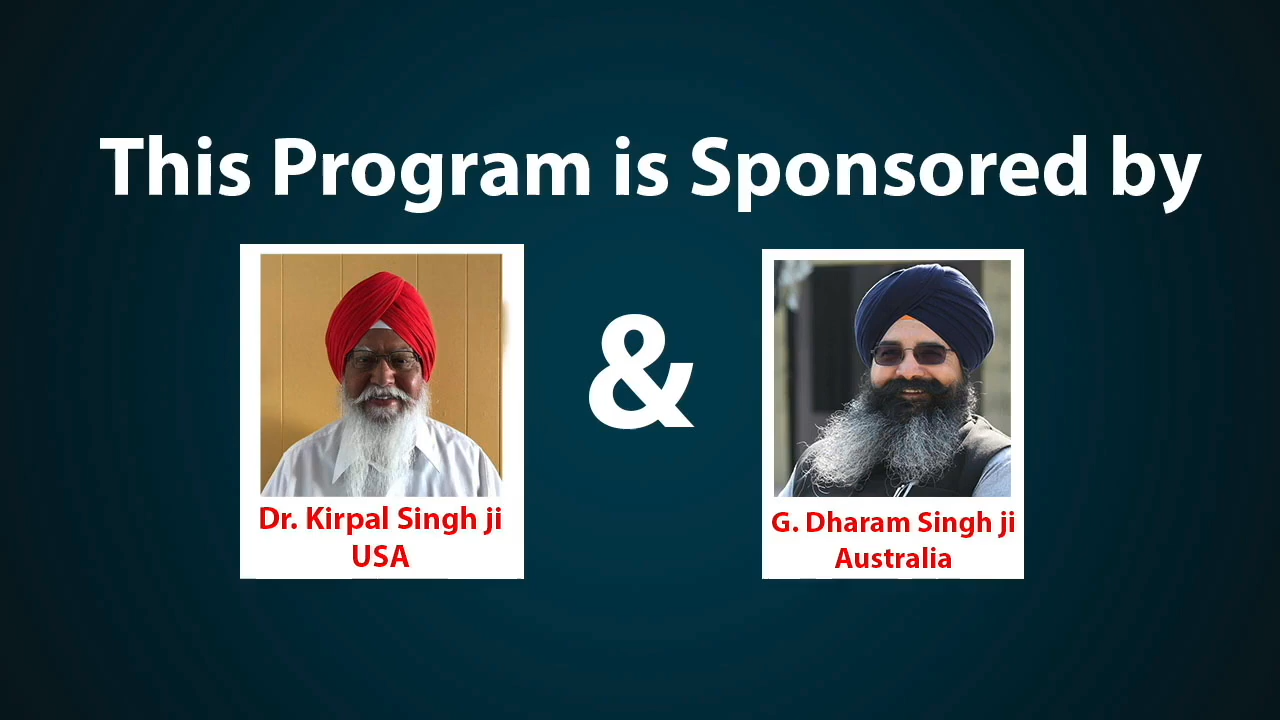 This Program is Sponsored by
&
Dr. Kirpal Singh ji
USA
G. Dharam Singh ji
Australia